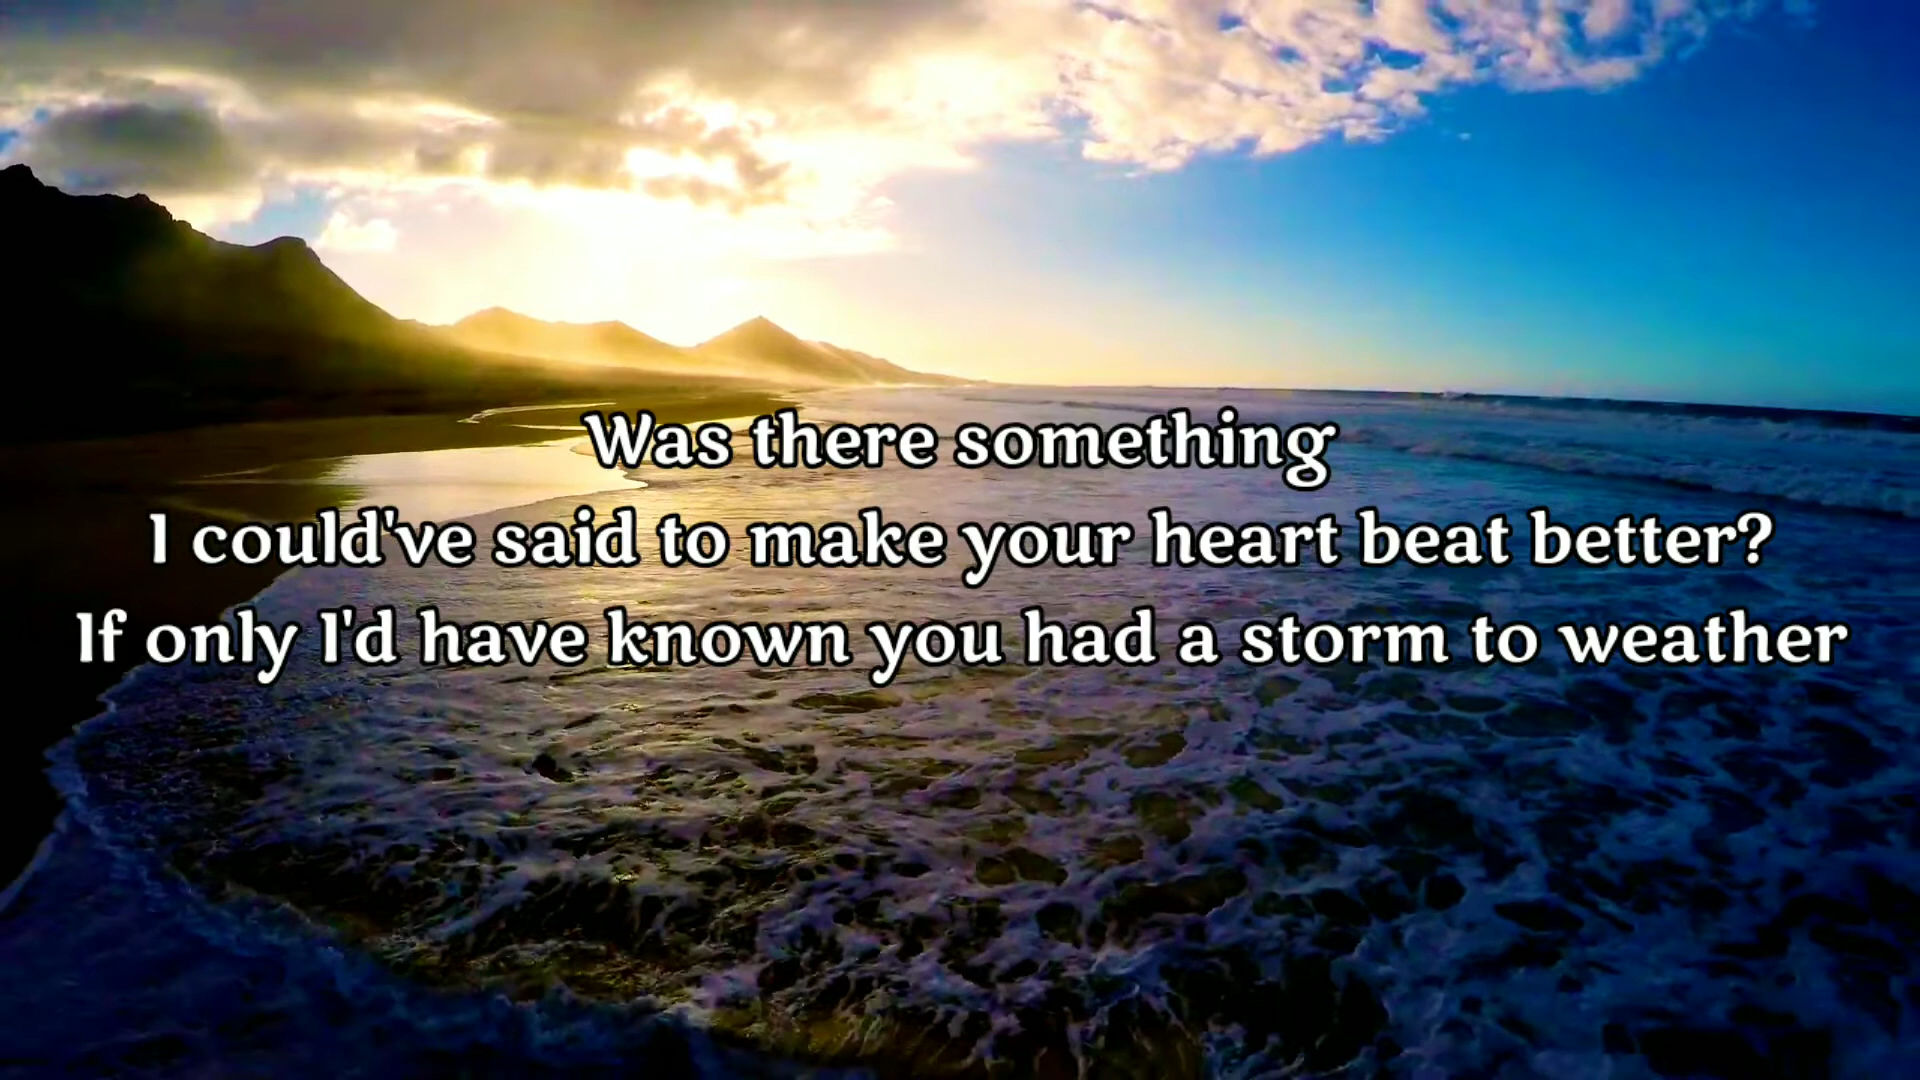 Was there something
I could've said to make your heart beat better?
If only I'd have known you had a storm to weather